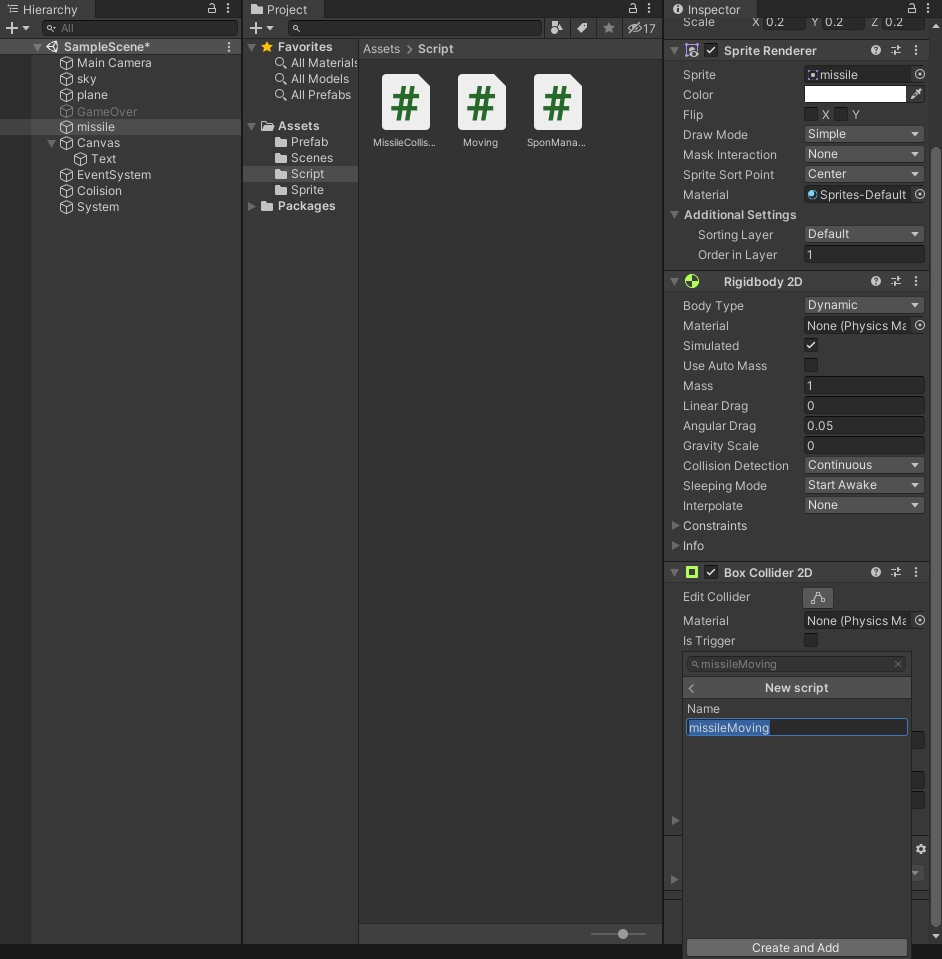 Hierarchy
All
SampleScene*
Main Camera
sky
plane
GameOver
missile
Canvas
Text
EventSystem
Colision
System
Project
17
Favorites
All Materials
All Models
All Prefabs
Assets
Prefab
Scenes
Script
Sprite
Packages
Assets > Script
MissileCollis...
Moving
SponMana...
Inspector
Scale X 0.2 Y 0.2 Z 0.2
Sprite Renderer
Sprite missile
Color
Flip X Y
Draw Mode Simple
Mask Interaction None
Sprite Sort Point Center
Material Sprites-Default
Additional Settings
Sorting Layer Default
Order in Layer 1
Rigidbody 2D
Body Type Dynamic
Material None (Physics Ma
Simulated
Use Auto Mass
Mass 1
Linear Drag 0
Angular Drag 0.05
Gravity Scale 0
Collision Detection Continuous
Sleeping Mode Start Awake
Interpolate None
Constraints
Info
Box Collider 2D
Edit Collider
Material None (Physics Ma
Is Trigger
missileMoving
New script
Name
missileMoving
Create and Add